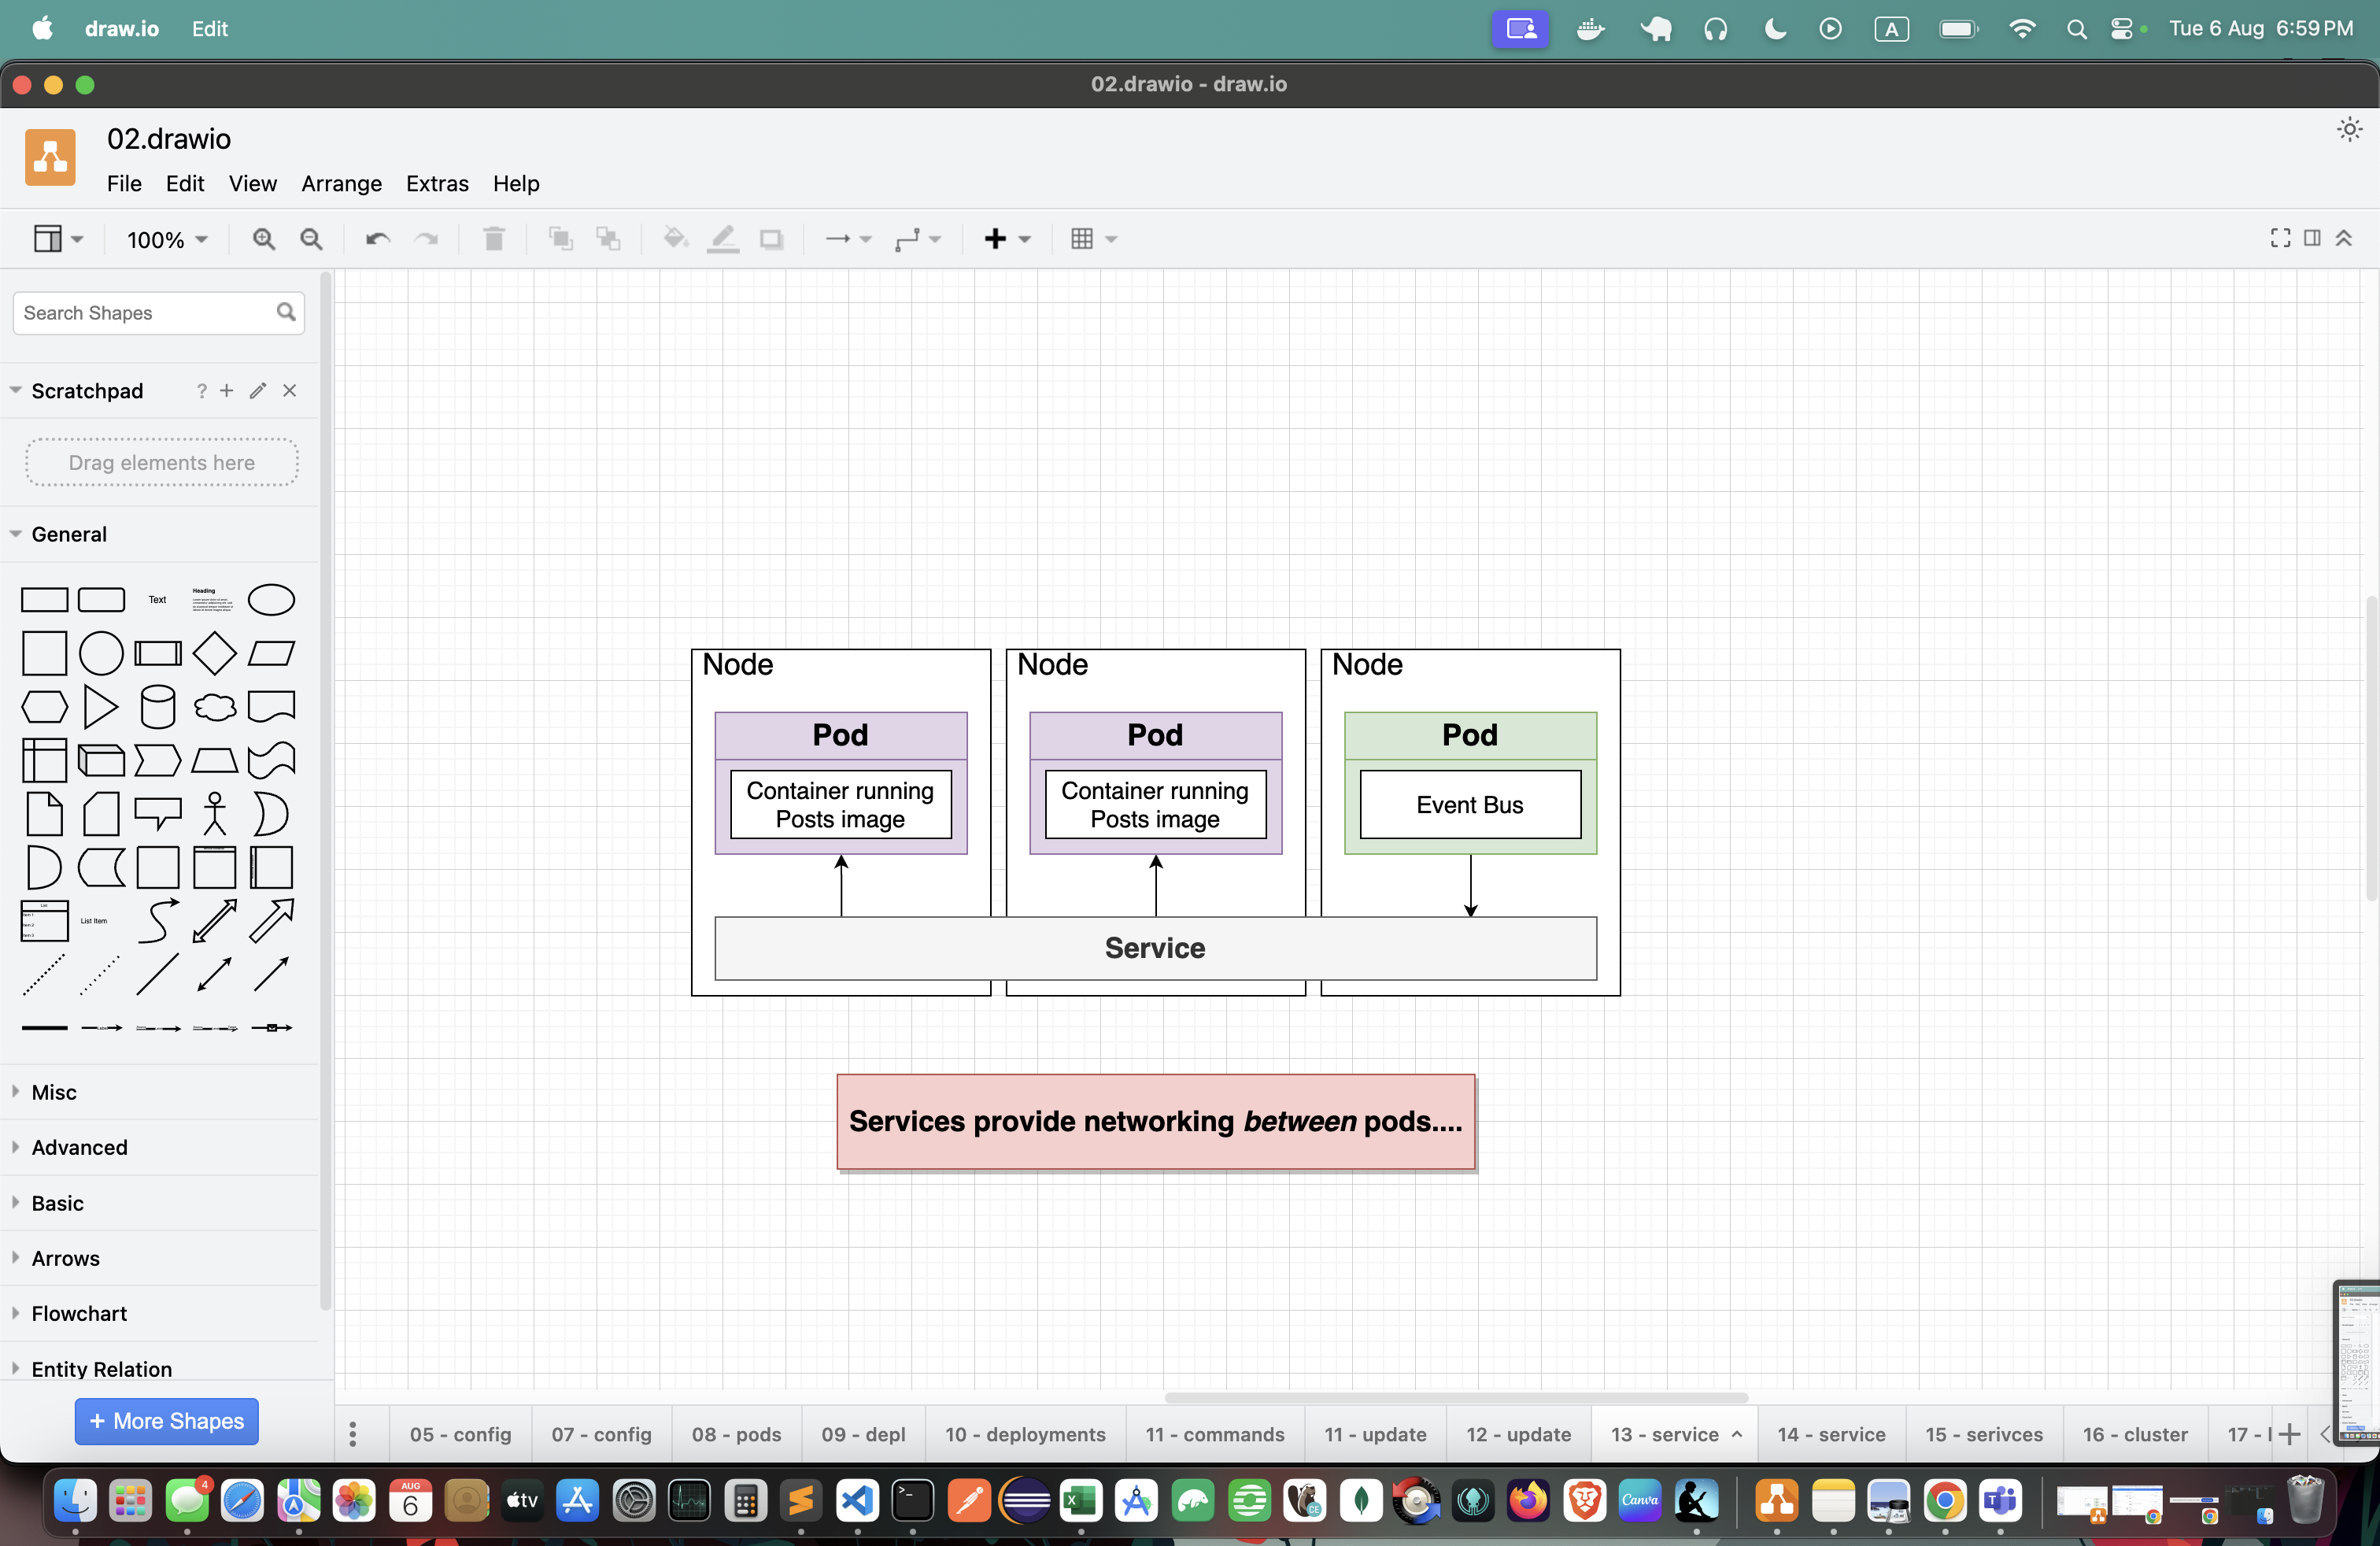 draw.io Edit
A
Tue 6 Aug 6:59 PM
02.drawio - draw.io
02.drawio
File Edit View Arrange Extras Help
100%
Search Shapes
Scratchpad ? + ×
Drag elements here
General
Text
Heading
List
List Item
Misc
Advanced
Basic
Arrows
Flowchart
Entity Relation
+ More Shapes
Node
Node
Node
Pod
Pod
Pod
Container running
Posts image
Container running
Posts image
Event Bus
Service
Services provide networking between pods....
05 - config
07 - config
08 - pods
09 - depl
10 - deployments
11 - commands
11 - update
12 - update
13 - service
14 - service
15 - serivces
16 - cluster
17 - l
4
AUG
6
tv
Canva
CE